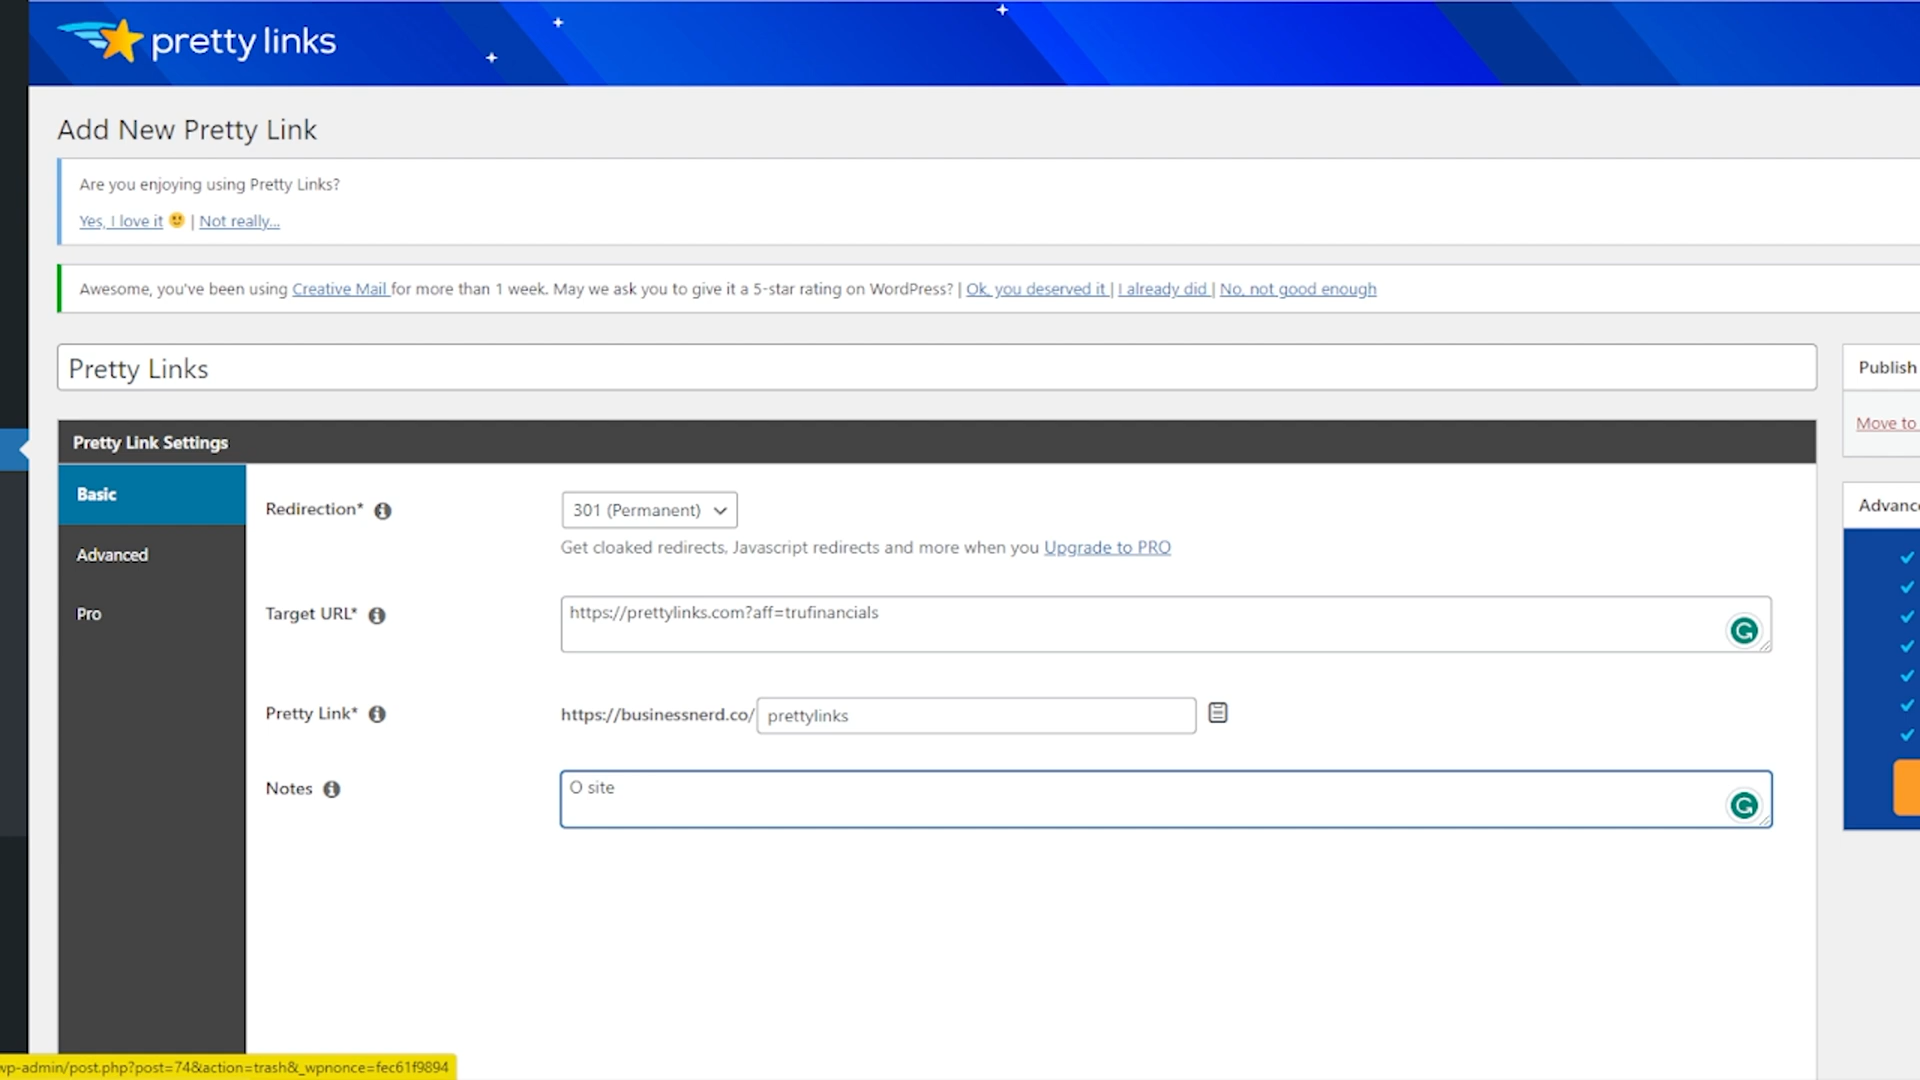 pretty links
Add New Pretty Link
Are you enjoying using Pretty Links?
Yes, I love it 🙂 | Not really...
Awesome, you've been using Creative Mail for more than 1 week. May we ask you to give it a 5-star rating on WordPress? | Ok, you deserved it | I already did | No, not good enough
Pretty Links
Publish
Move to
Pretty Link Settings
Basic
Advanced
Pro
Redirection*
301 (Permanent)
Get cloaked redirects, Javascript redirects and more when you Upgrade to PRO
Target URL*
https://prettylinks.com?aff=trufinancials
Pretty Link*
https://businessnerd.co/ prettylinks
Notes
O site
Advanc
wp-admin/post.php?post=74&action=trash&_wpnonce=fec61f9894